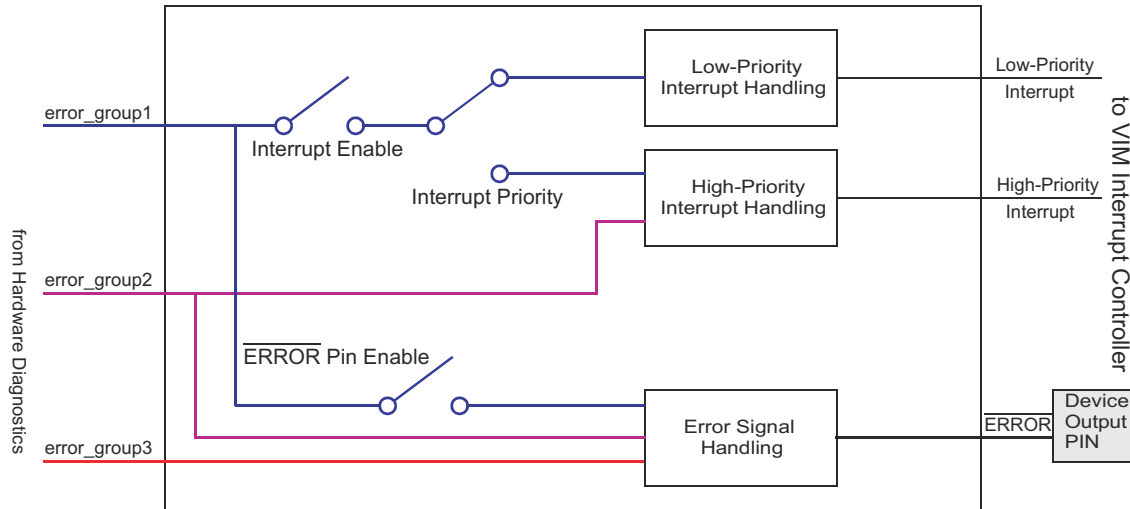 from Hardware Diagnostics
error_group1
Interrupt Enable
Interrupt Priority
Low-Priority
Interrupt Handling
High-Priority
Interrupt Handling
Low-Priority
Interrupt
High-Priority
Interrupt
to VIM Interrupt Controller
error_group2
ERROR Pin Enable
error_group3
Error Signal
Handling
ERROR
Device
Output
PIN